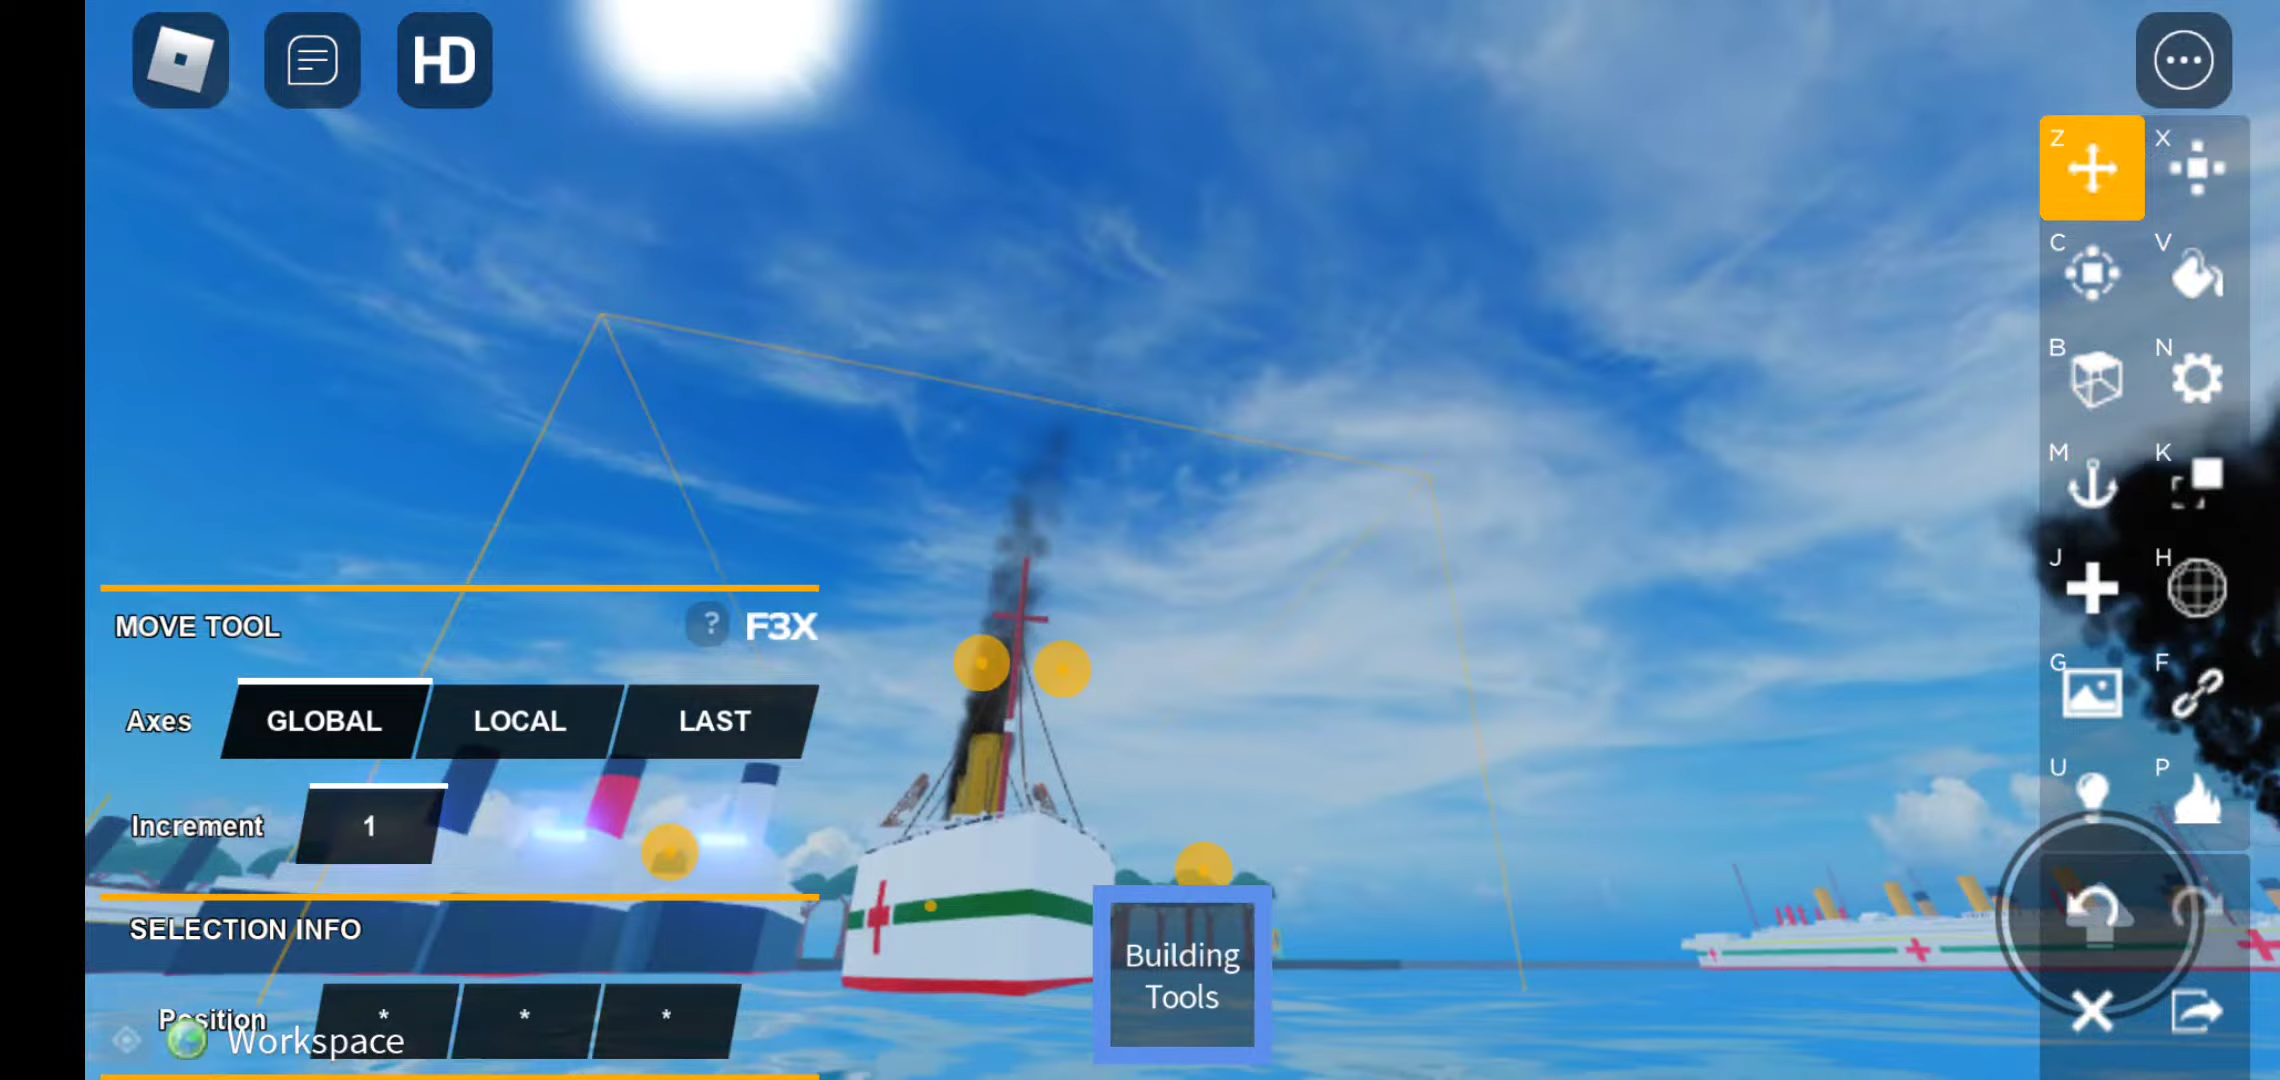 HD
Z X
C V
B N
M K
J H
G F
U P
MOVE TOOL ? F3X
Axes GLOBAL LOCAL LAST
Increment 1
SELECTION INFO
Position * * *
Workspace
Building
Tools